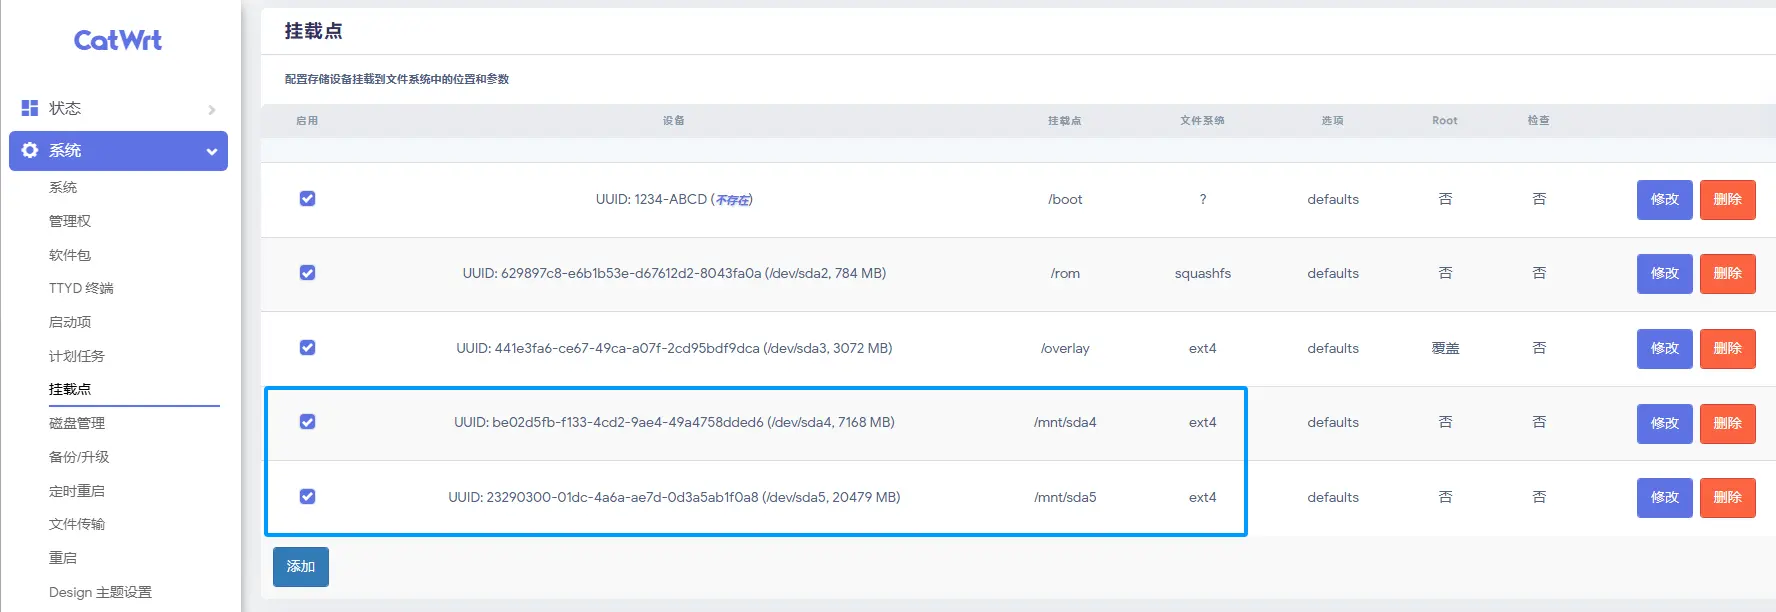 CatWrt
状态
系统
系统
管理权
软件包
TTYD 终端
启动项
计划任务
挂载点
磁盘管理
备份/升级
定时重启
文件传输
重启
Design 主题设置
挂载点
配置存储设备挂载到文件系统中的位置和参数
启用 设备 挂载点 文件系统 选项 Root 检查
UUID: 1234-ABCD (不存在) /boot ? defaults 否 否 修改 删除
UUID: 629897c8-e6b1b53e-d67612d2-8043fa0a (/dev/sda2, 784 MB) /rom squashfs defaults 否 否 修改 删除
UUID: 441e3fa6-ce67-49ca-a07f-2cd95bdf9dca (/dev/sda3, 3072 MB) /overlay ext4 defaults 覆盖 否 修改 删除
UUID: be02d5fb-f133-4cd2-9ae4-49a4758dded6 (/dev/sda4, 7168 MB) /mnt/sda4 ext4 defaults 否 否 修改 删除
UUID: 23290300-01dc-4a6a-ae7d-0d3a5ab1f0a8 (/dev/sda5, 20479 MB) /mnt/sda5 ext4 defaults 否 否 修改 删除
添加